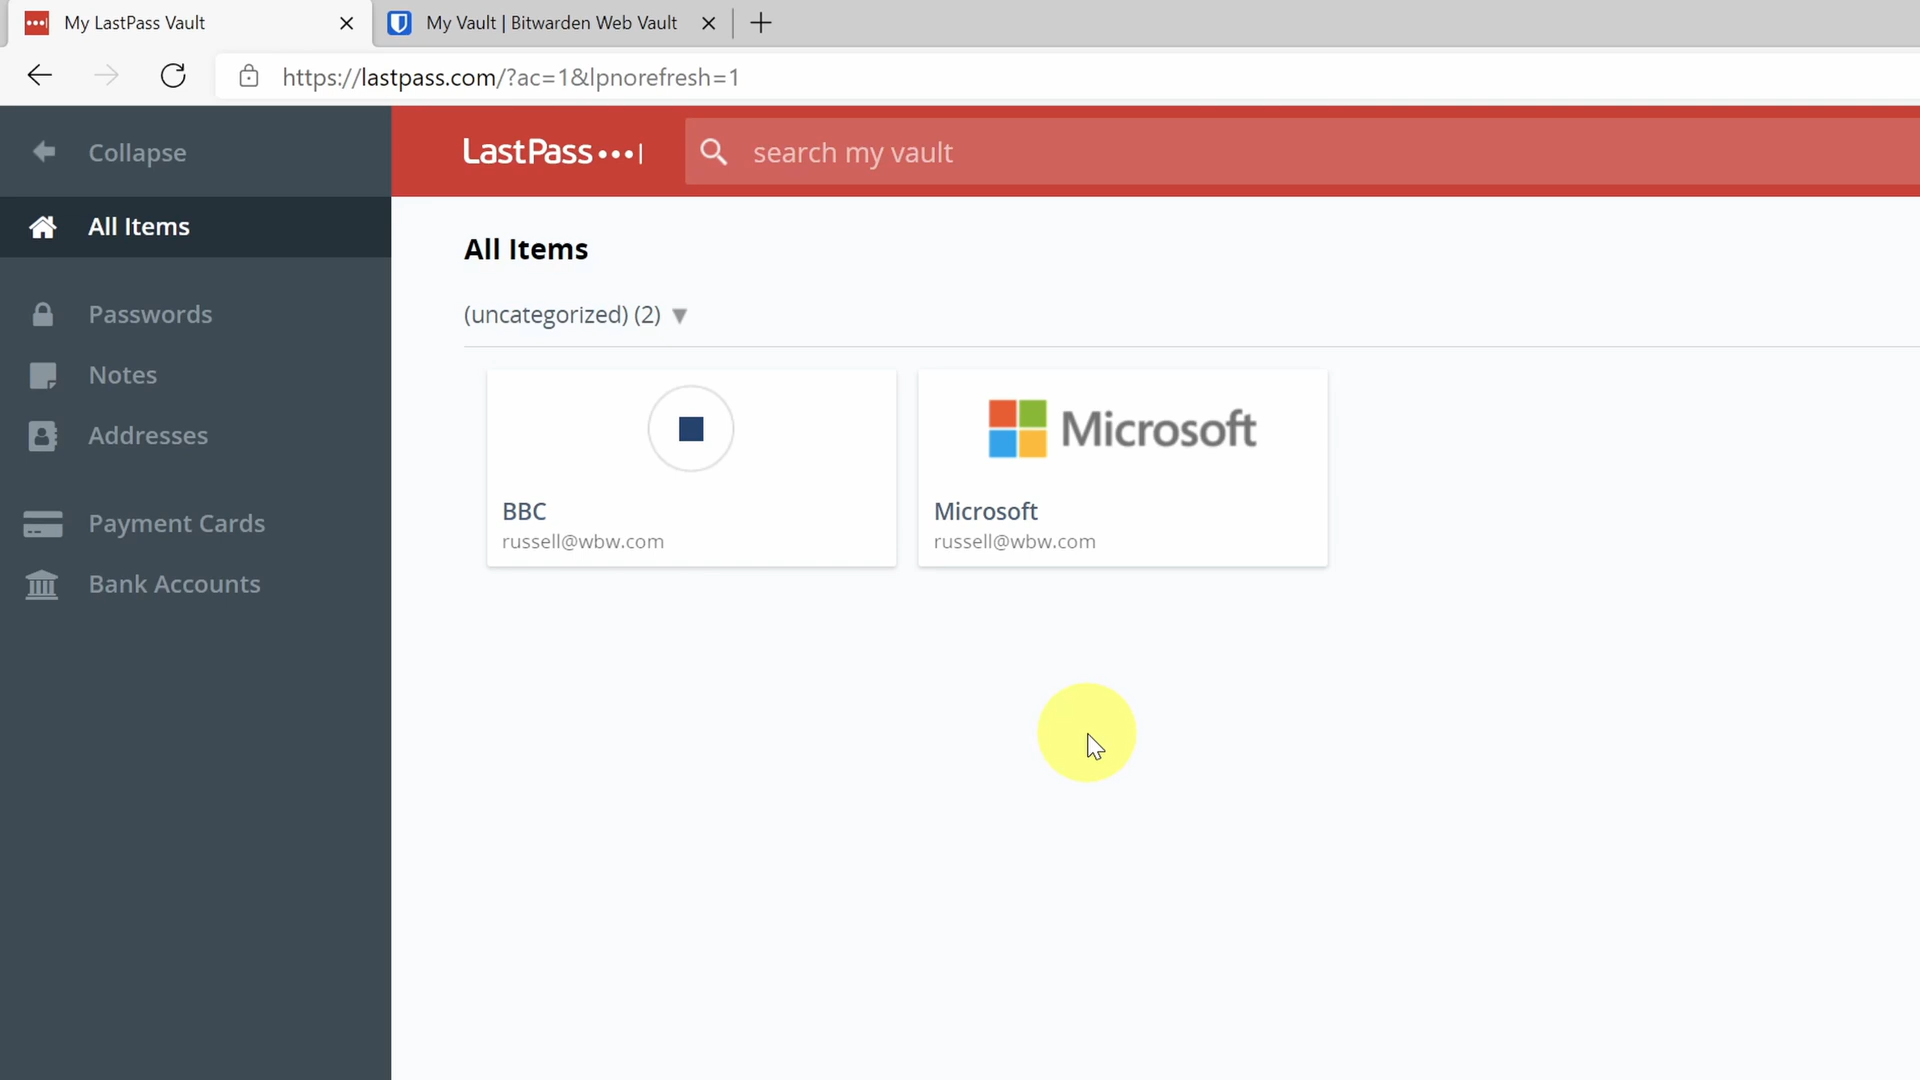 My LastPass Vault
My Vault | Bitwarden Web Vault
https://lastpass.com/?ac=1&lpnorefresh=1
Collapse
LastPass
search my vault
All Items
All Items
(uncategorized) (2)
Passwords
Notes
Addresses
Payment Cards
Bank Accounts
Microsoft
BBC
russell@wbw.com
Microsoft
russell@wbw.com